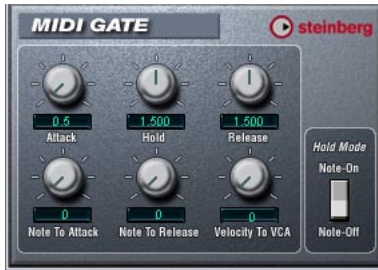 MIDI GATE
steinberg
0.5
1.500
1.500
Attack
Hold
Release
Hold Mode
Note-On
0
0
0
Note To Attack
Note To Release
Velocity To VCA
Note-Off